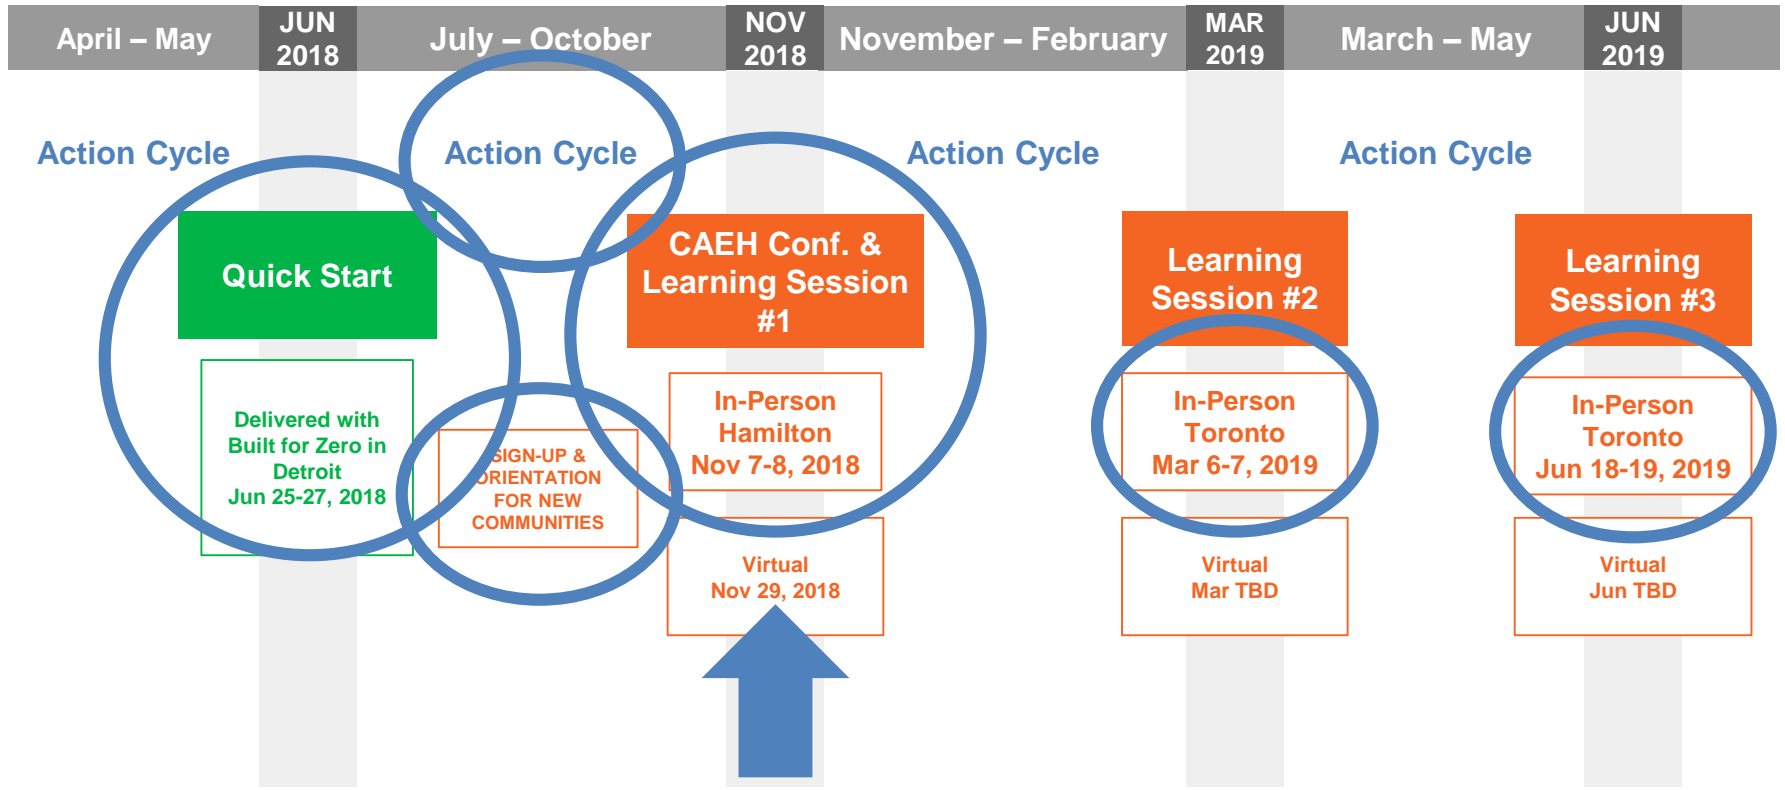 April – May
JUN
2018
July – October
NOV
2018
November – February
MAR
2019
March – May
JUN
2019
Action Cycle
Action Cycle
Action Cycle
Action Cycle
Quick Start
CAEH Conf. &
Learning Session
#1
Learning
Session #2
Learning
Session #3
Delivered with
Built for Zero in
Detroit
Jun 25-27, 2018
SIGN-UP &
ORIENTATION
FOR NEW
COMMUNITIES
In-Person
Hamilton
Nov 7-8, 2018
In-Person
Toronto
Mar 6-7, 2019
In-Person
Toronto
Jun 18-19, 2019
Virtual
Nov 29, 2018
Virtual
Mar TBD
Virtual
Jun TBD